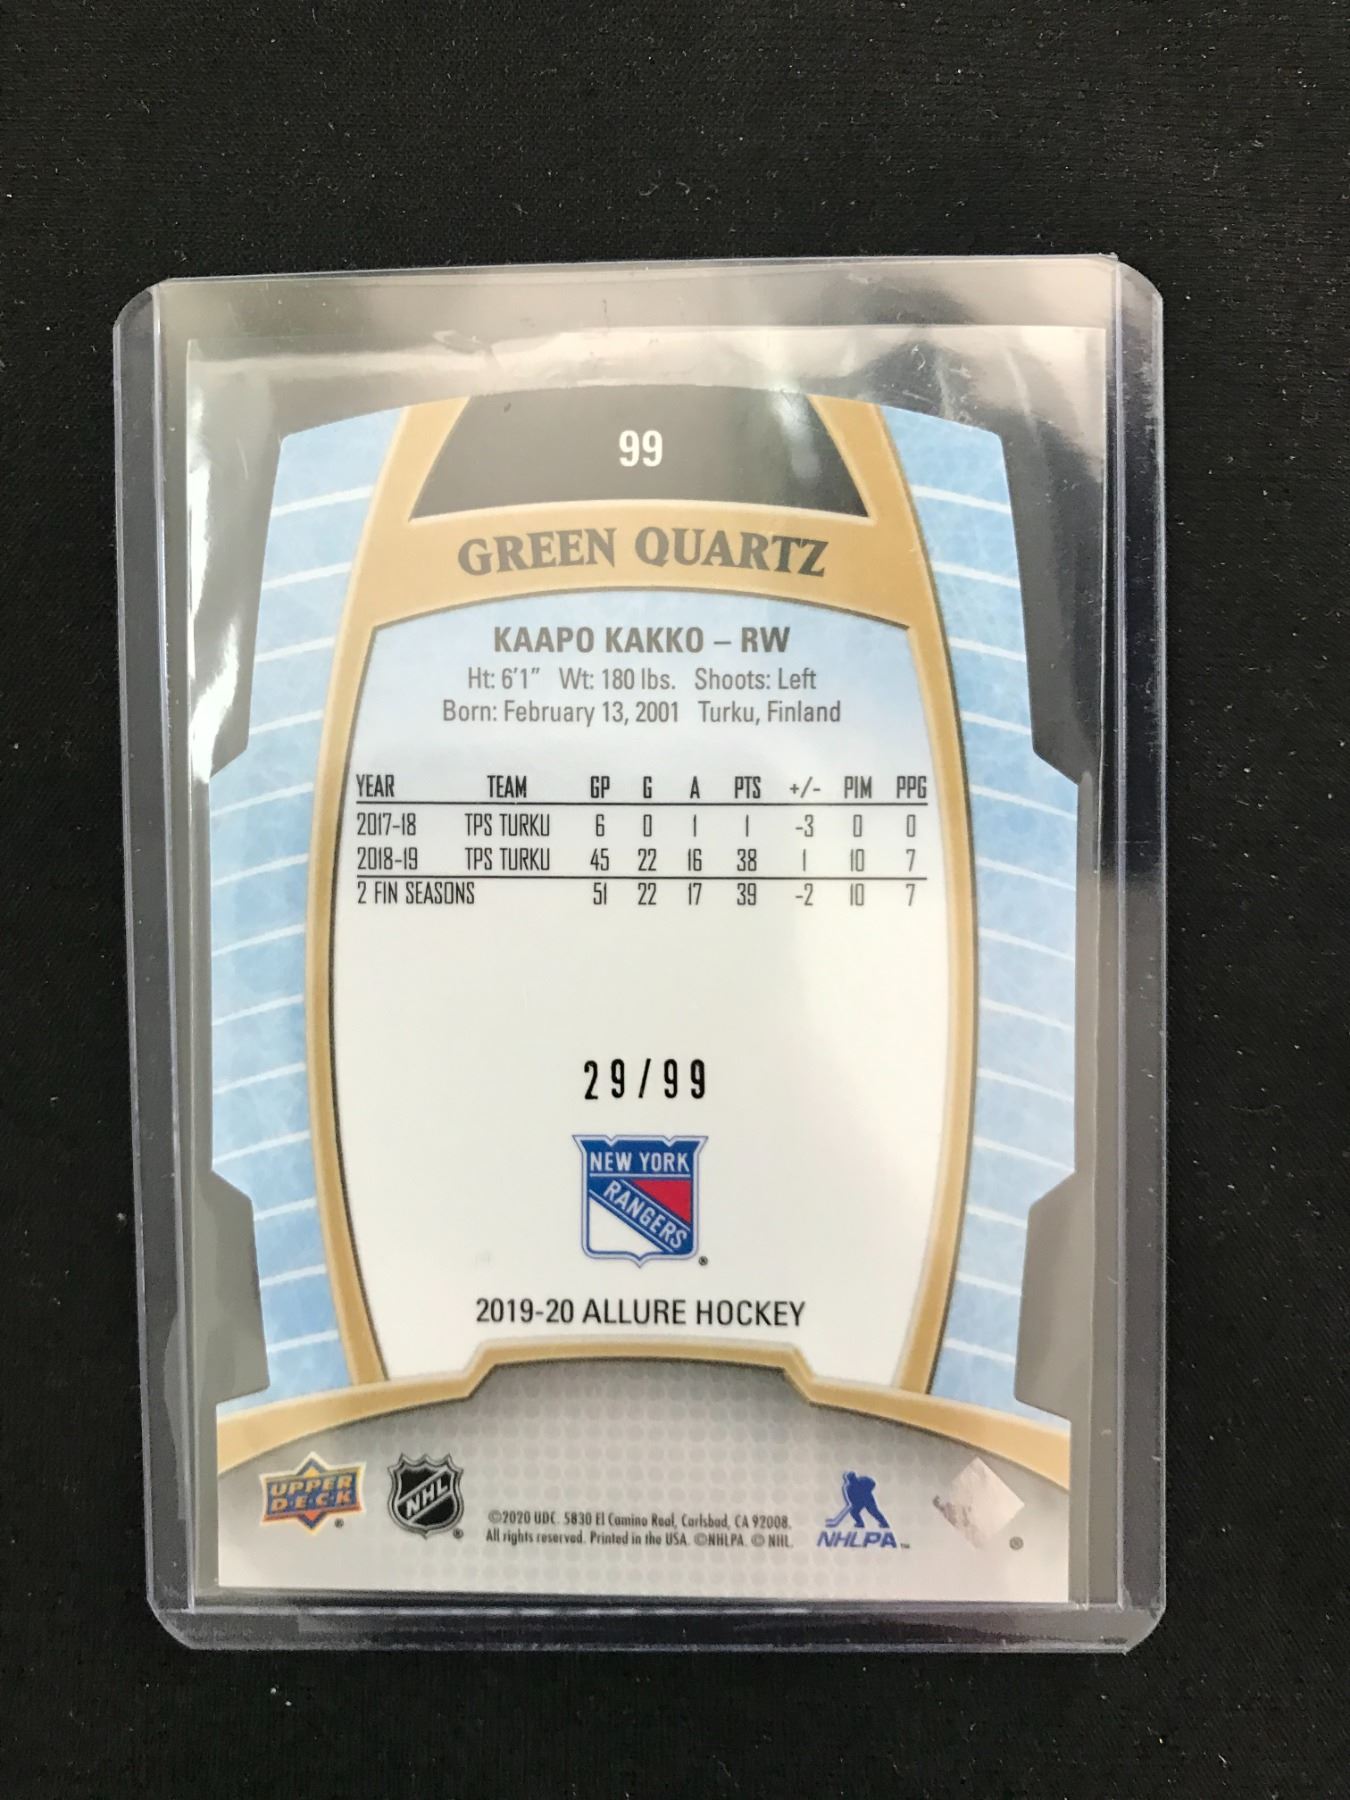 99
GREEN QUARTZ
KAAPO KAKKO – RW
Ht: 6'1" Wt: 180 lbs. Shoots: Left
Born: February 13, 2001 Turku, Finland
YEAR TEAM GP G A PTS +/- PIM PPG
2017-18 TPS TURKU 6 0 1 1 -3 0 0
2018-19 TPS TURKU 45 22 16 38 1 10 7
2 FIN SEASONS 51 22 17 39 -2 10 7
29/99
NEW YORK
RANGERS
®
2019-20 ALLURE HOCKEY
UPPER
D·E·C·K
®
NHL
®
©2020 UDC. 5830 El Camino Real, Carlsbad, CA 92008.
All rights reserved. Printed in the USA. ©NHLPA. © NHL.
NHLPA™
®